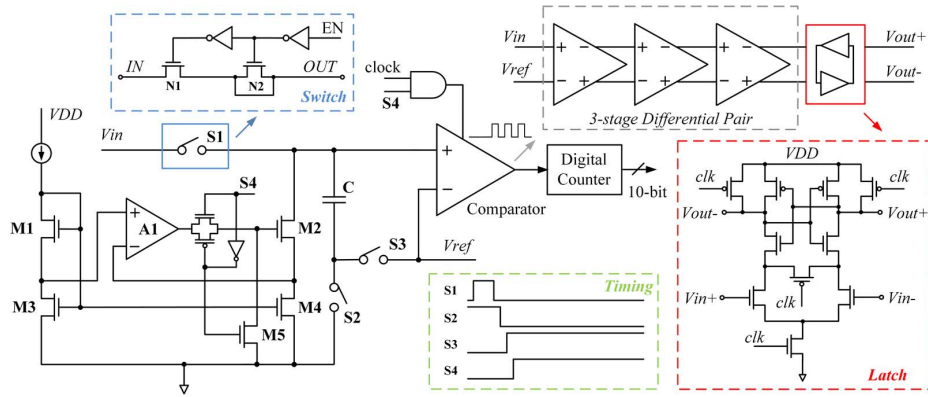 EN
IN
N1
N2
OUT
Switch
clock
S4
Vin
Vref
Vout+
Vout-
3-stage Differential Pair
VDD
Vin
S1
S4
M1
A1
M2
C
Comparator
Digital
Counter
10-bit
S3
Vref
M3
M5
M4
S2
Timing
S1
S2
S3
S4
VDD
clk
clk
Vout-
Vout+
Vin+
clk
Vin-
clk
Latch